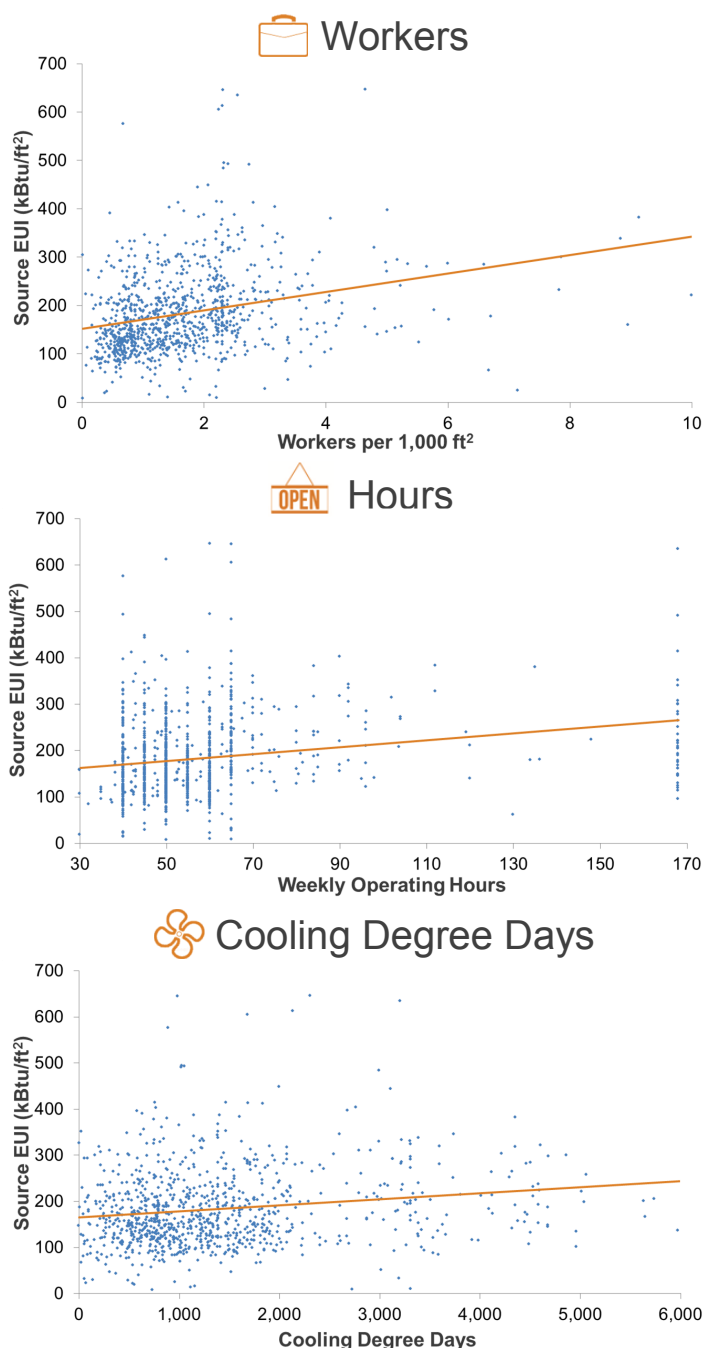 Workers
700
600
500
400
300
200
100
0
Source EUI (kBtu/ft²)
0 2 4 6 8 10
Workers per 1,000 ft²
OPEN Hours
700
600
500
400
300
200
100
0
Source EUI (kBtu/ft²)
30 50 70 90 110 130 150 170
Weekly Operating Hours
Cooling Degree Days
700
600
500
400
300
200
100
0
Source EUI (kBtu/ft²)
0 1,000 2,000 3,000 4,000 5,000 6,000
Cooling Degree Days